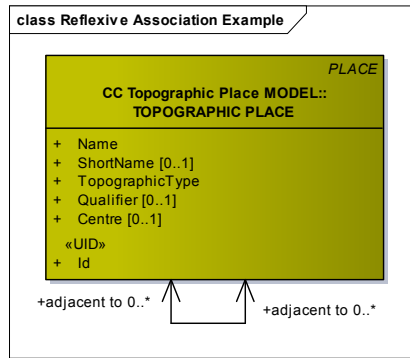 class Reflexive Association Example
PLACE
CC Topographic Place MODEL::
TOPOGRAPHIC PLACE
+ Name
+ ShortName [0..1]
+ TopographicType
+ Qualifier [0..1]
+ Centre [0..1]
«UID»
+ Id
+adjacent to 0..*
+adjacent to 0..*